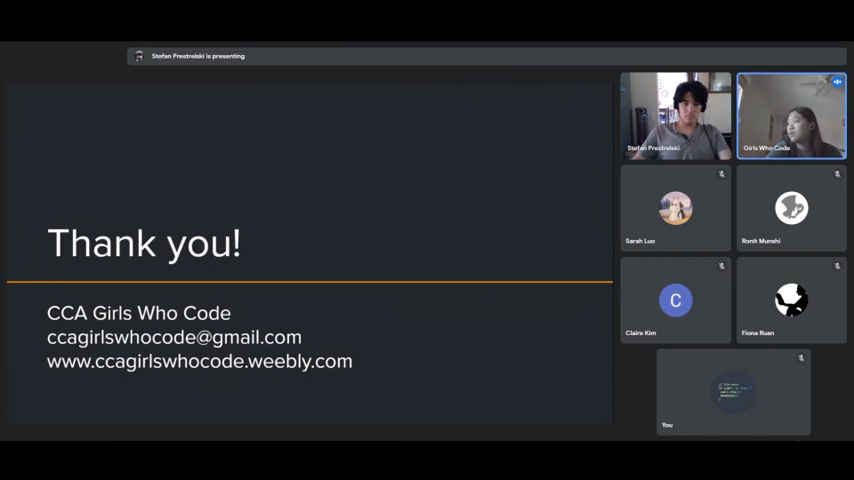 Stefan Prestrelski is presenting
Thank you!
CCA Girls Who Code
ccagirlswhocode@gmail.com
www.ccagirlswhocode.weebly.com
Stefan Prestrelski
Girls Who Code
Sarah Luo
Ronit Munshi
C
Claire Kim
Fiona Ruan
You